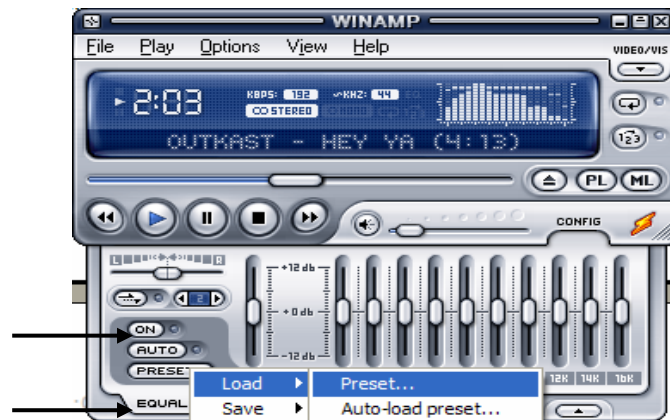 WINAMP
File Play Options View Help
VIDEO/VIS
2:03
KBPS: 192 KHZ: 44 EQ
STEREO
OUTKAST - HEY YA (4:13)
PL ML
CONFIG
L R
+12 db
2
+0 db
ON
AUTO
-12 db
PRESET
12K 14K 16K
Load Preset...
EQUAL
Save Auto-load preset...